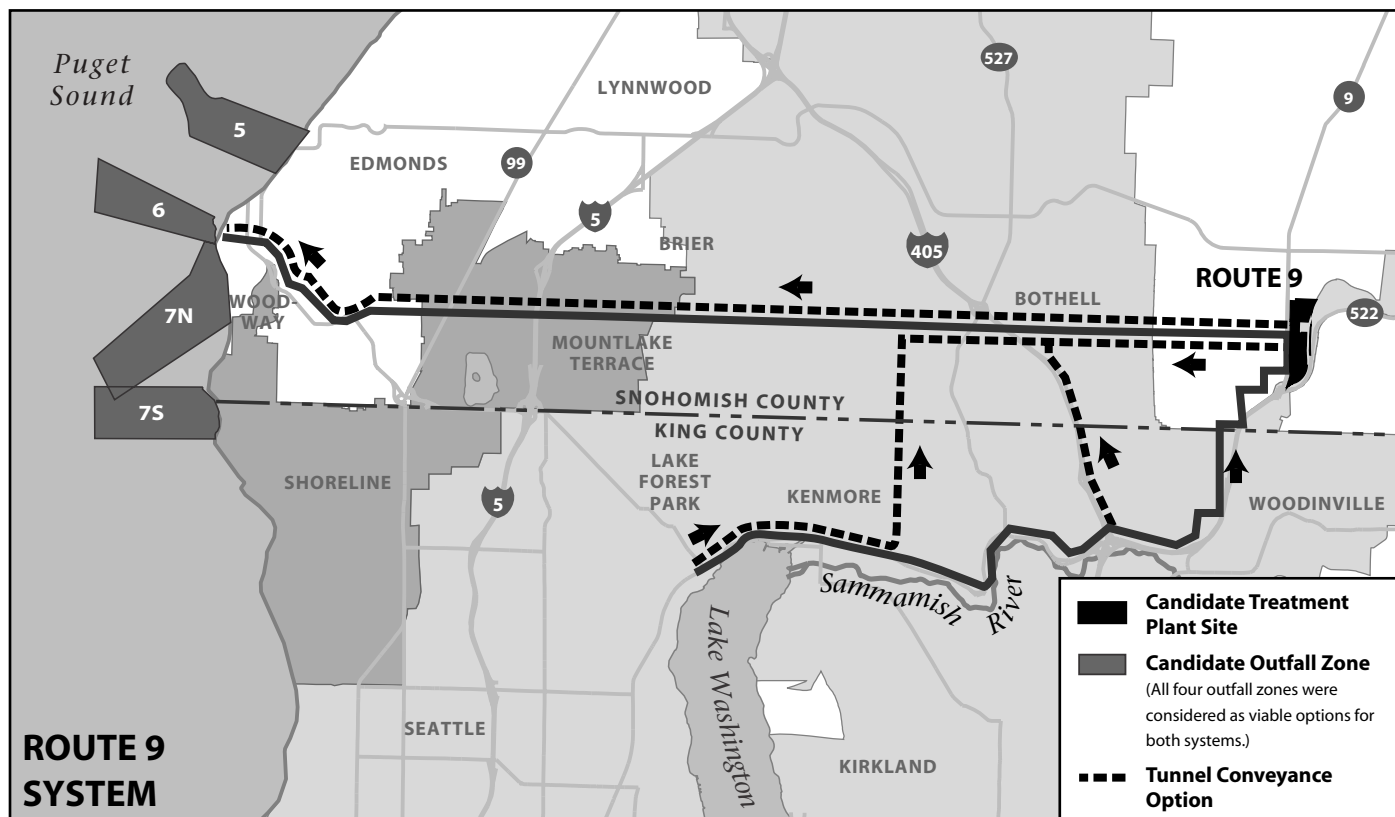 Puget
Sound
5
6
7N
7S
LYNNWOOD
EDMONDS
99
5
527
9
BRIER
405
ROUTE 9
BOTHELL
522
WOOD-
WAY
MOUNTLAKE
TERRACE
SNOHOMISH COUNTY
KING COUNTY
LAKE
FOREST
PARK
SHORELINE
5
KENMORE
WOODINVILLE
Sammamish
River
Lake Washington
SEATTLE
KIRKLAND
ROUTE 9
SYSTEM
Candidate Treatment
Plant Site
Candidate Outfall Zone
(All four outfall zones were
considered as viable options for
both systems.)
Tunnel Conveyance
Option